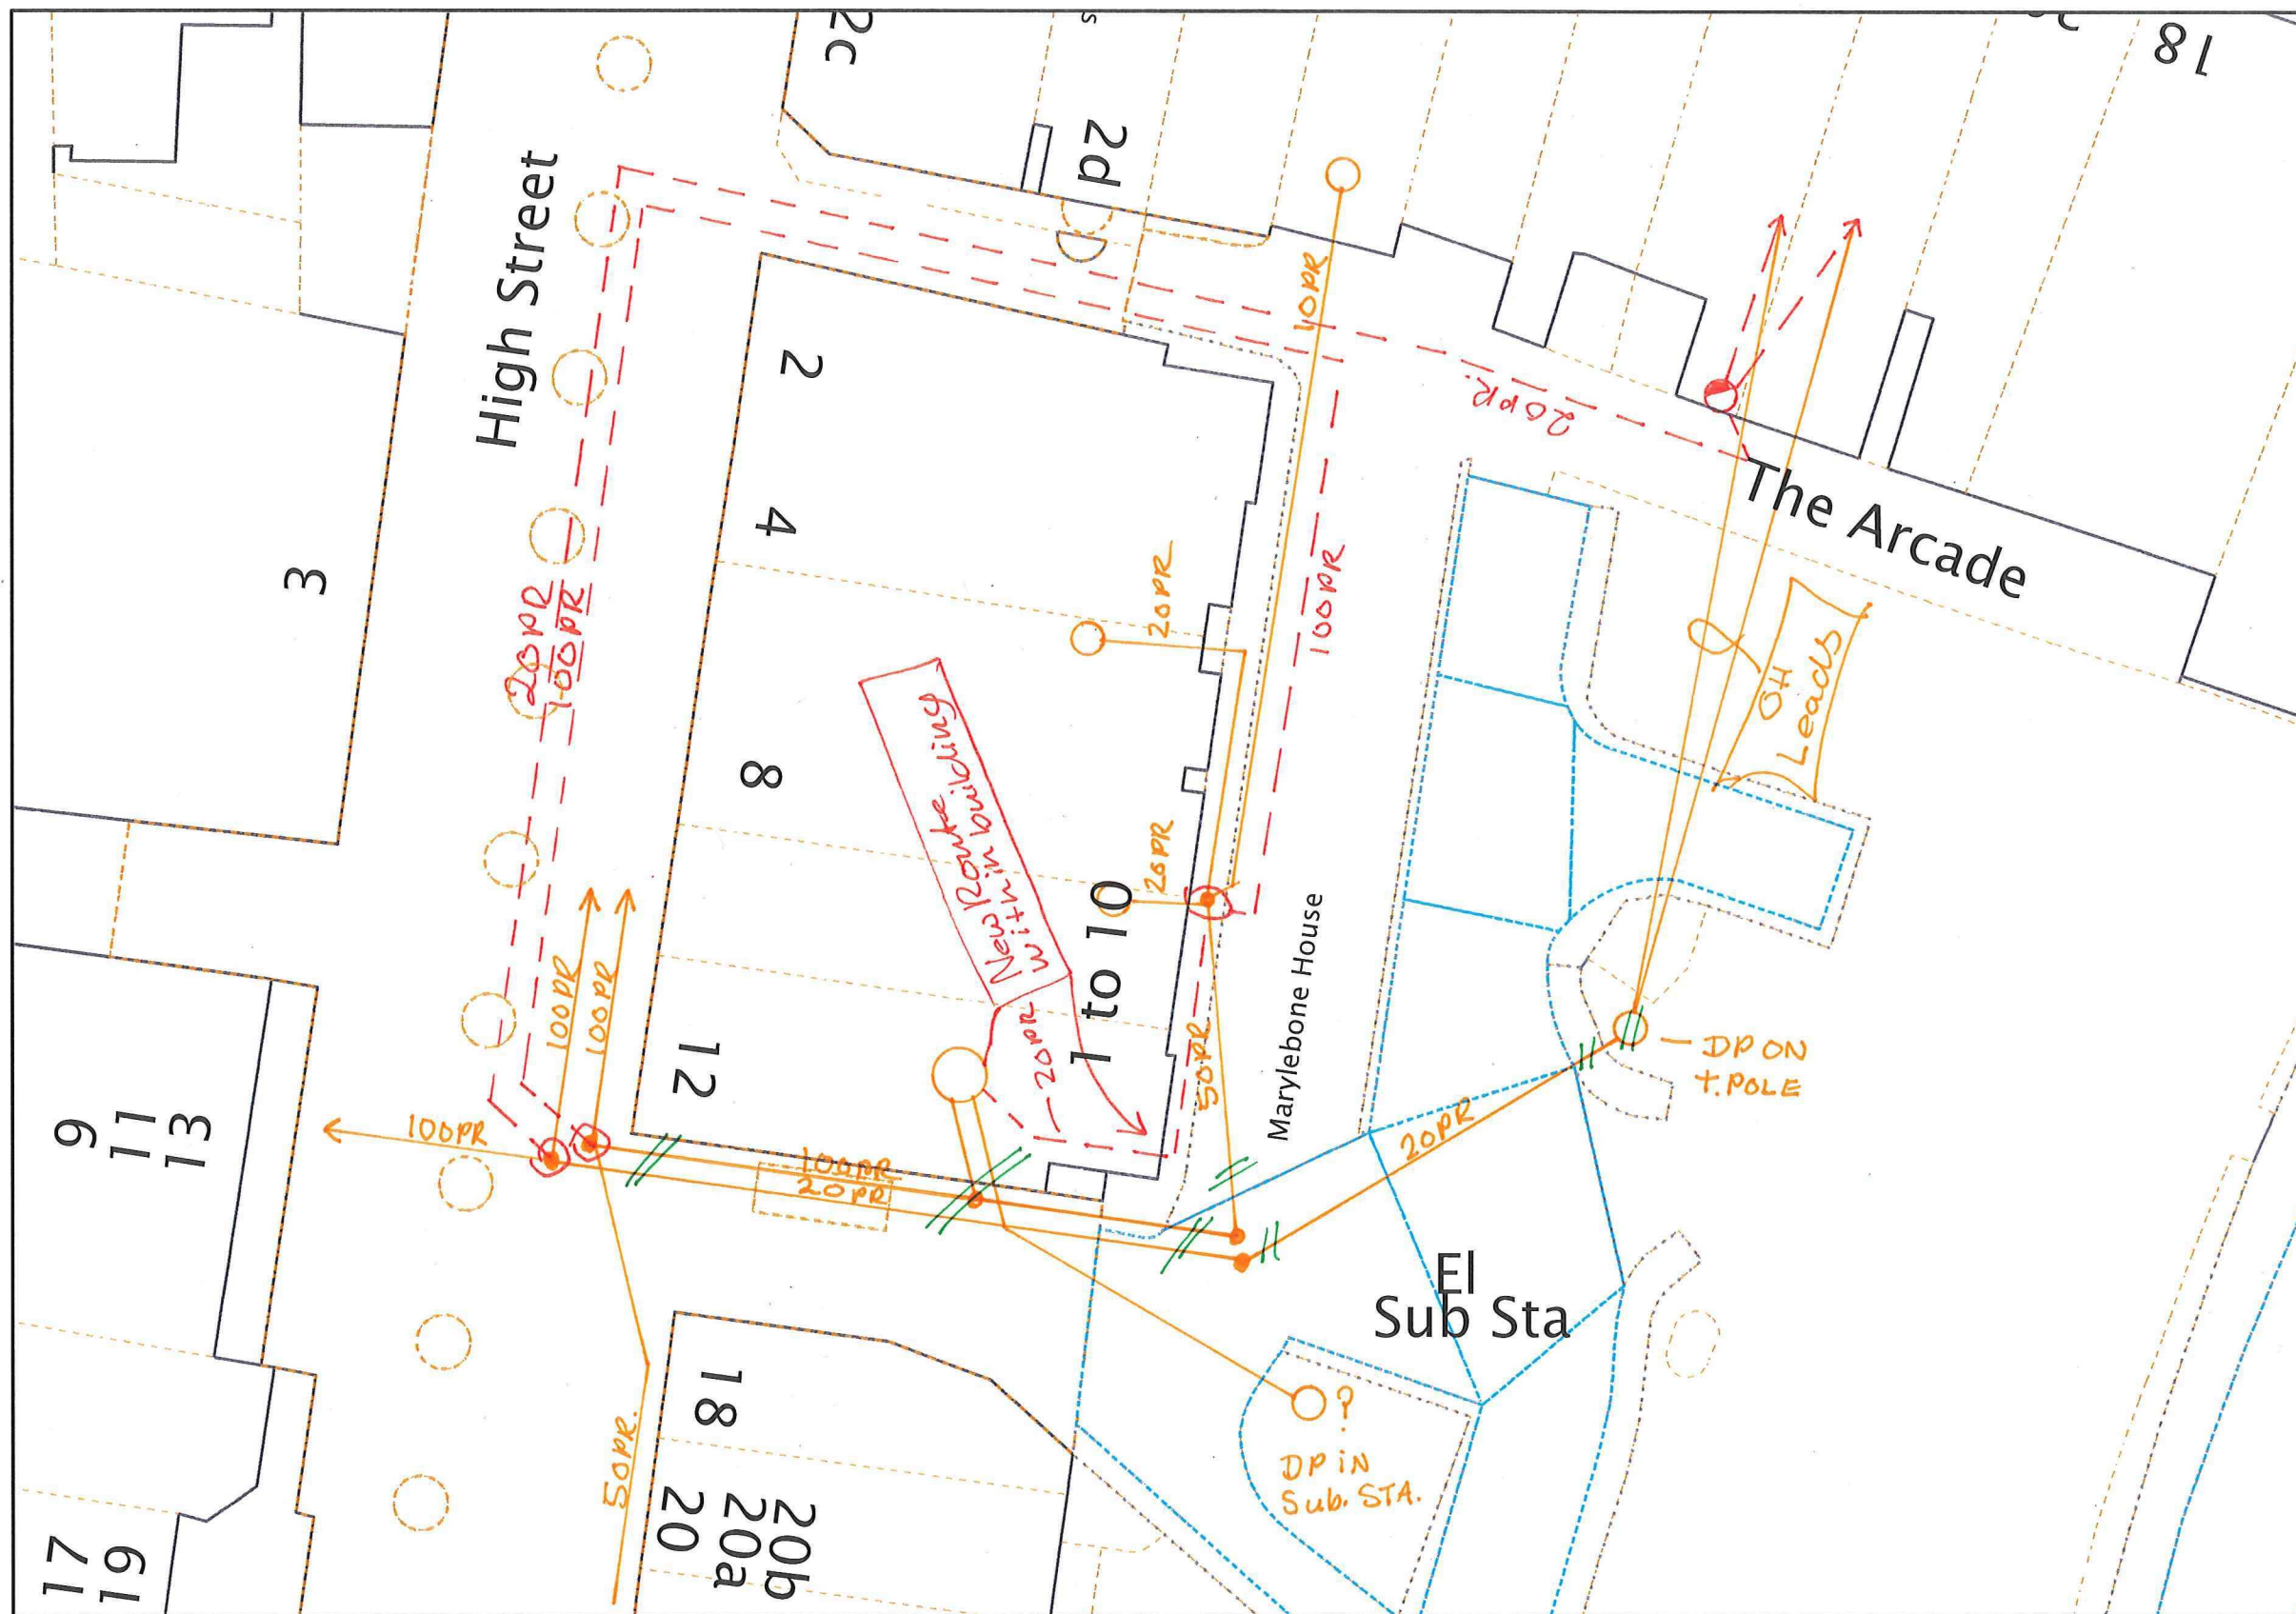 2c
s
18
2d
High Street
10PR
2
20PR.
4
The Arcade
3
20PR
100PR
20PR
100PR
OH
Leads
8
New Route
within building
20PR
1 to 10
Marylebone House
100PR
100PR
20PR
50PR
12
DP ON
T.POLE
9
11
13
100PR
100PR
20PR
20PR
El
Sub Sta
18
?
DP IN
Sub. STA.
50PR.
20
20a
20b
17
19